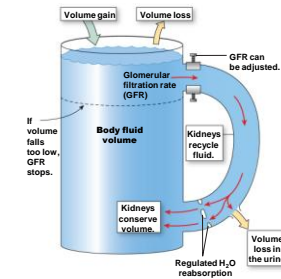 Volume gain
Volume loss
GFR can
be adjusted.
Glomerular
filtration rate
(GFR)
If
volume
falls
too low,
GFR
stops.
Body fluid
volume
Kidneys
recycle
fluid.
Kidneys
conserve
volume.
Volume
loss in
the urin
Regulated H₂O
reabsorption